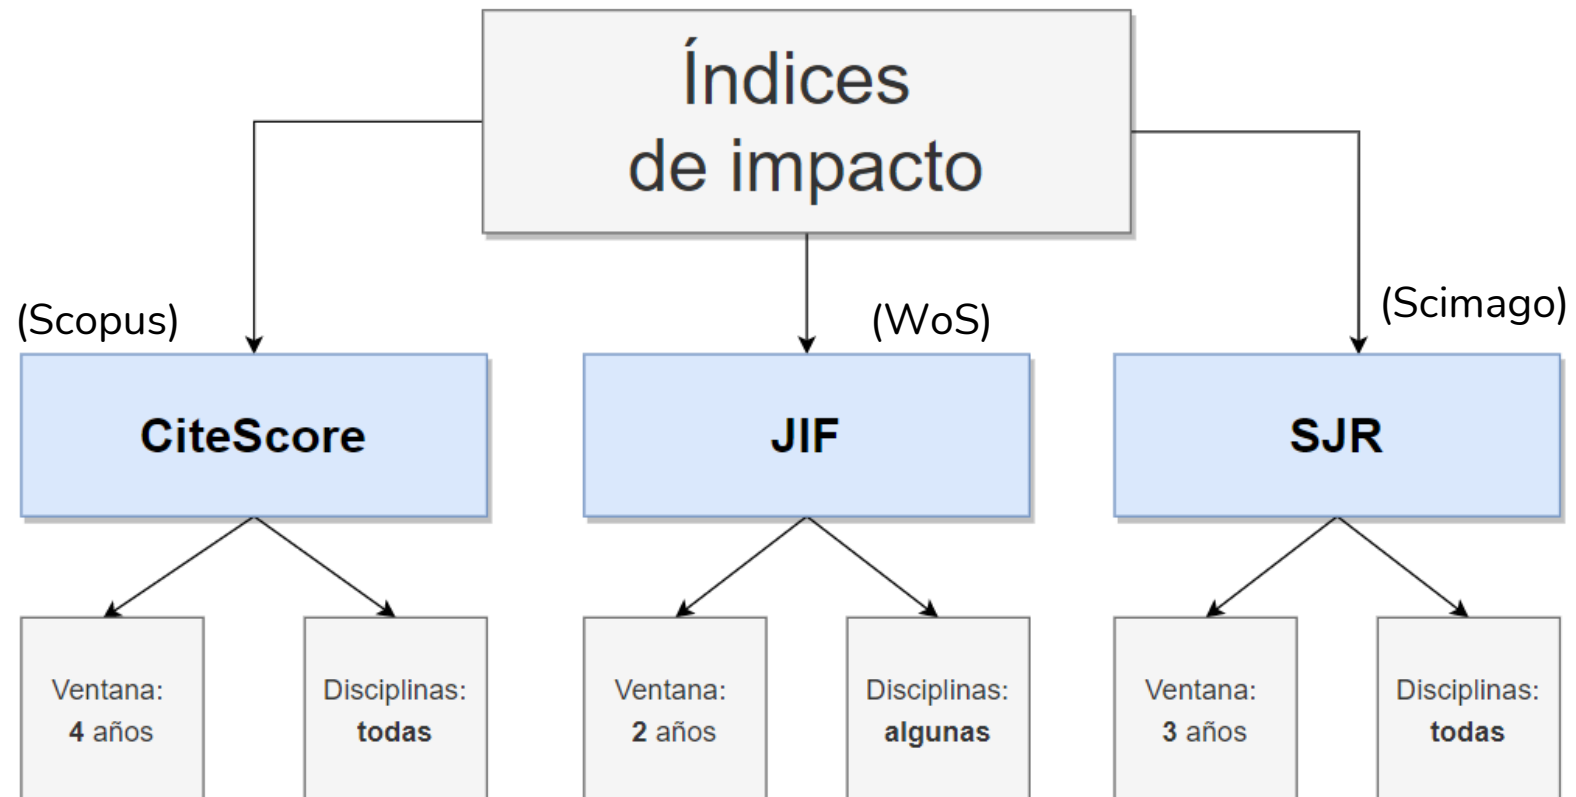 Índices
de impacto
(Scopus)
(WoS)
(Scimago)
CiteScore
JIF
SJR
Ventana:
4 años
Disciplinas:
todas
Ventana:
2 años
Disciplinas:
algunas
Ventana:
3 años
Disciplinas:
todas